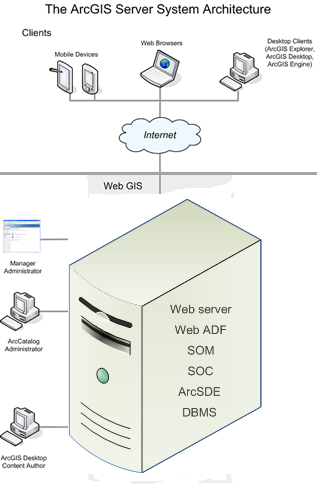 The ArcGIS Server System Architecture
Clients
Mobile Devices
Web Browsers
Desktop Clients
(ArcGIS Explorer,
ArcGIS Desktop,
ArcGIS Engine)
Internet
Web GIS
Manager
Administrator
ArcCatalog
Administrator
ArcGIS Desktop
Content Author
Web server
Web ADF
SOM
SOC
ArcSDE
DBMS